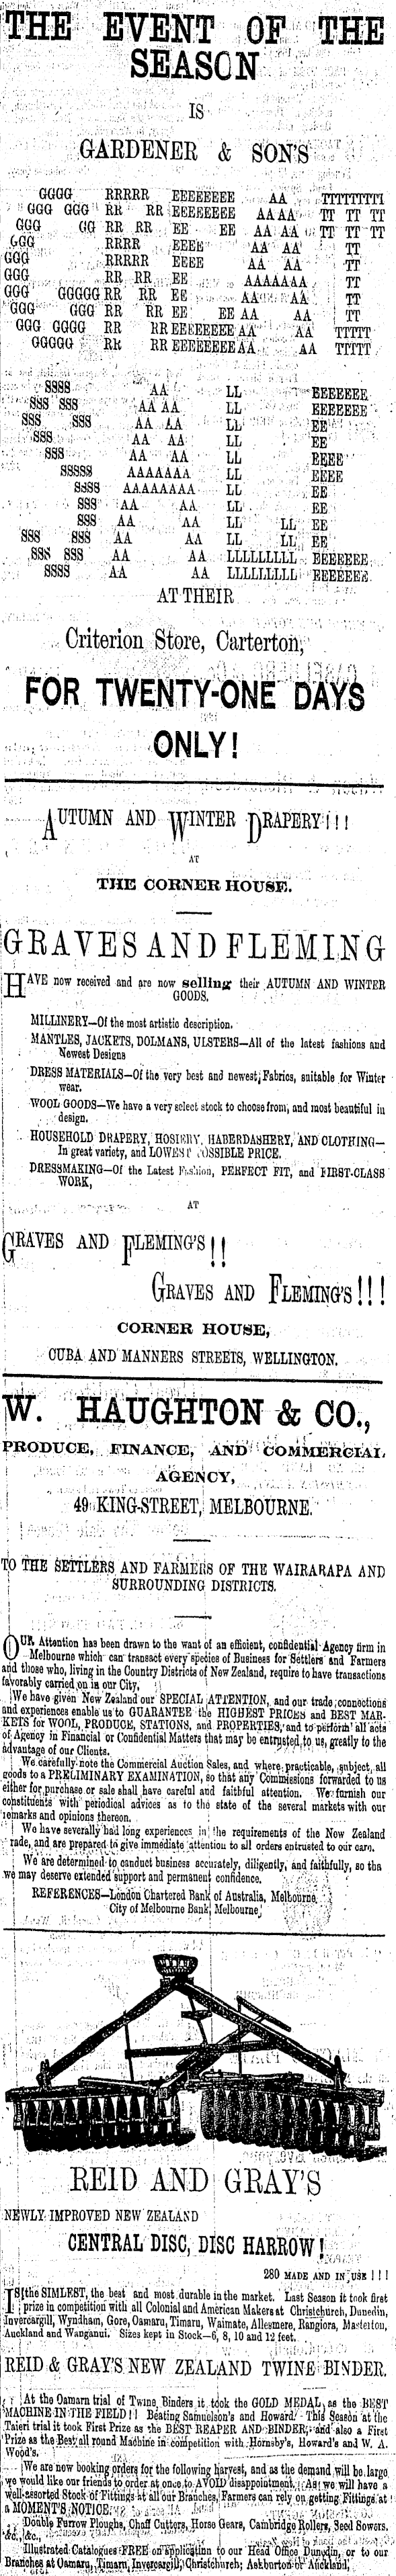 THE EVENT OF THE
SEASON
IS
GARDENER & SON'S
GREAT
SALE
AT THEIR
Criterion Store, Carterton,
FOR TWENTY-ONE DAYS
ONLY!
AUTUMN AND WINTER DRAPERY!!!
AT
THE CORNER HOUSE.
GRAVES AND FLEMING
HAVE now received and are now selling their AUTUMN AND WINTER
GOODS.
MILLINERY—Of the most artistic description.
MANTLES, JACKETS, DOLMANS, ULSTERS—All of the latest fashions and
Newest Designs
DRESS MATERIALS—Of the very best and newest Fabrics, suitable for Winter
wear.
WOOL GOODS—We have a very select stock to choose from, and most beautiful in
design.
HOUSEHOLD DRAPERY, HOSIERY, HABERDASHERY, AND CLOTHING—
In great variety, and LOWEST POSSIBLE PRICE.
DRESSMAKING—Of the Latest Fashion, PERFECT FIT, and FIRST-CLASS
WORK,
AT
GRAVES AND FLEMING'S!!
GRAVES AND FLEMING'S!!!
CORNER HOUSE,
CUBA AND MANNERS STREETS, WELLINGTON.
W. HAUGHTON & CO.,
PRODUCE, FINANCE, AND COMMERCIAL
AGENCY,
49 KING-STREET, MELBOURNE.
TO THE SETTLERS AND FARMERS OF THE WAIRARAPA AND
SURROUNDING DISTRICTS.
OUR Attention has been drawn to the want of an efficient, confidential Agency firm in
Melbourne which can transact every species of Business for Settlers and Farmers
and those who, living in the Country Districts of New Zealand, require to have transactions
favorably carried on in our City.
We have given New Zealand our SPECIAL ATTENTION, and our trade connections
and experiences enable us to GUARANTEE the HIGHEST PRICES and BEST MAR-
KETS for WOOL, PRODUCE, STATIONS, and PROPERTIES, and to perform all acts
of Agency in Financial or Confidential Matters that may be entrusted to us, greatly to the
advantage of our Clients.
We carefully note the Commercial Auction Sales, and where practicable, subject all
goods to a PRELIMINARY EXAMINATION, so that any Commissions forwarded to us
either for purchase or sale shall have careful and faithful attention. We furnish our
constituents with periodical advices as to the state of the several markets with our
remarks and opinions thereon.
We have severally had long experiences in the requirements of the New Zealand
rade, and are prepared to give immediate attention to all orders entrusted to our care.
We are determined to conduct business accurately, diligently, and faithfully, so tha
we may deserve extended support and permanent confidence.
REFERENCES—London Chartered Bank of Australia, Melbourne
City of Melbourne Bank, Melbourne
REID AND GRAY'S
NEWLY IMPROVED NEW ZEALAND
CENTRAL DISC, DISC HARROW!
280 MADE AND IN USE!!!
IS the SIMLEST, the best and most durable in the market. Last Season it took first
prize in competition with all Colonial and American Makers at Christchurch, Dunedin,
Invercargill, Wyndham, Gore, Oamaru, Timaru, Waimate, Allesmere, Rangiora, Masterton,
Auckland and Wanganui. Sizes kept in Stock—6, 8, 10 and 12 feet.
REID & GRAY'S NEW ZEALAND TWINE BINDER.
At the Oamaru trial of Twine Binders it took the GOLD MEDAL as the BEST
MACHINE IN THE FIELD!! Beating Samuelson's and Howard. This Season at the
Taieri trial it took First Prize as the BEST REAPER AND BINDER, and also a First
Prize as the Best all round Machine in competition with Hornsby's, Howard's and W. A.
Wood's.
We are now booking orders for the following harvest, and as the demand will be large
we would like our friends to order at once to AVOID disappointment. As we will have a
well-assorted Stock of Fittings at all our Branches, Farmers can rely on getting Fittings at
a MOMENT'S NOTICE.
Double Furrow Ploughs, Chaff Cutters, Horse Gears, Cambridge Rollers, Seed Sowers.
&c., &c.,
Illustrated Catalogues FREE on application to our Head Office Dunedin, or to our
Branches at Oamaru, Timaru, Invercargill, Christchurch, Ashburton or Auckland,